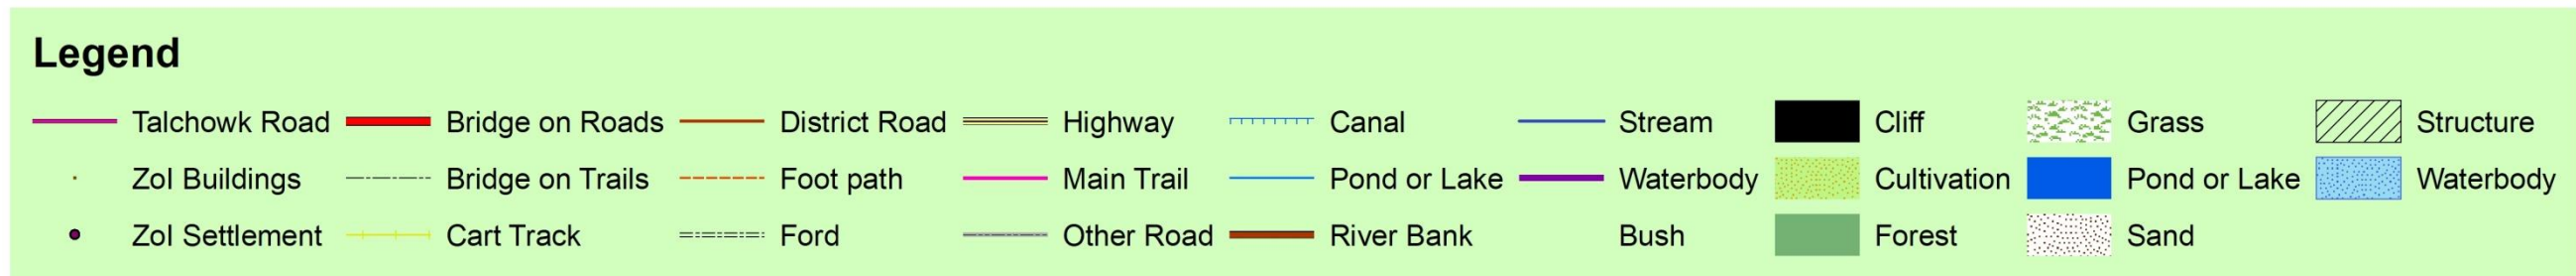 Legend
Talchowk Road Bridge on Roads District Road Highway Canal Stream Cliff Grass Structure
ZoI Buildings Bridge on Trails Foot path Main Trail Pond or Lake Waterbody Cultivation Pond or Lake Waterbody
ZoI Settlement Cart Track Ford Other Road River Bank Bush Forest Sand